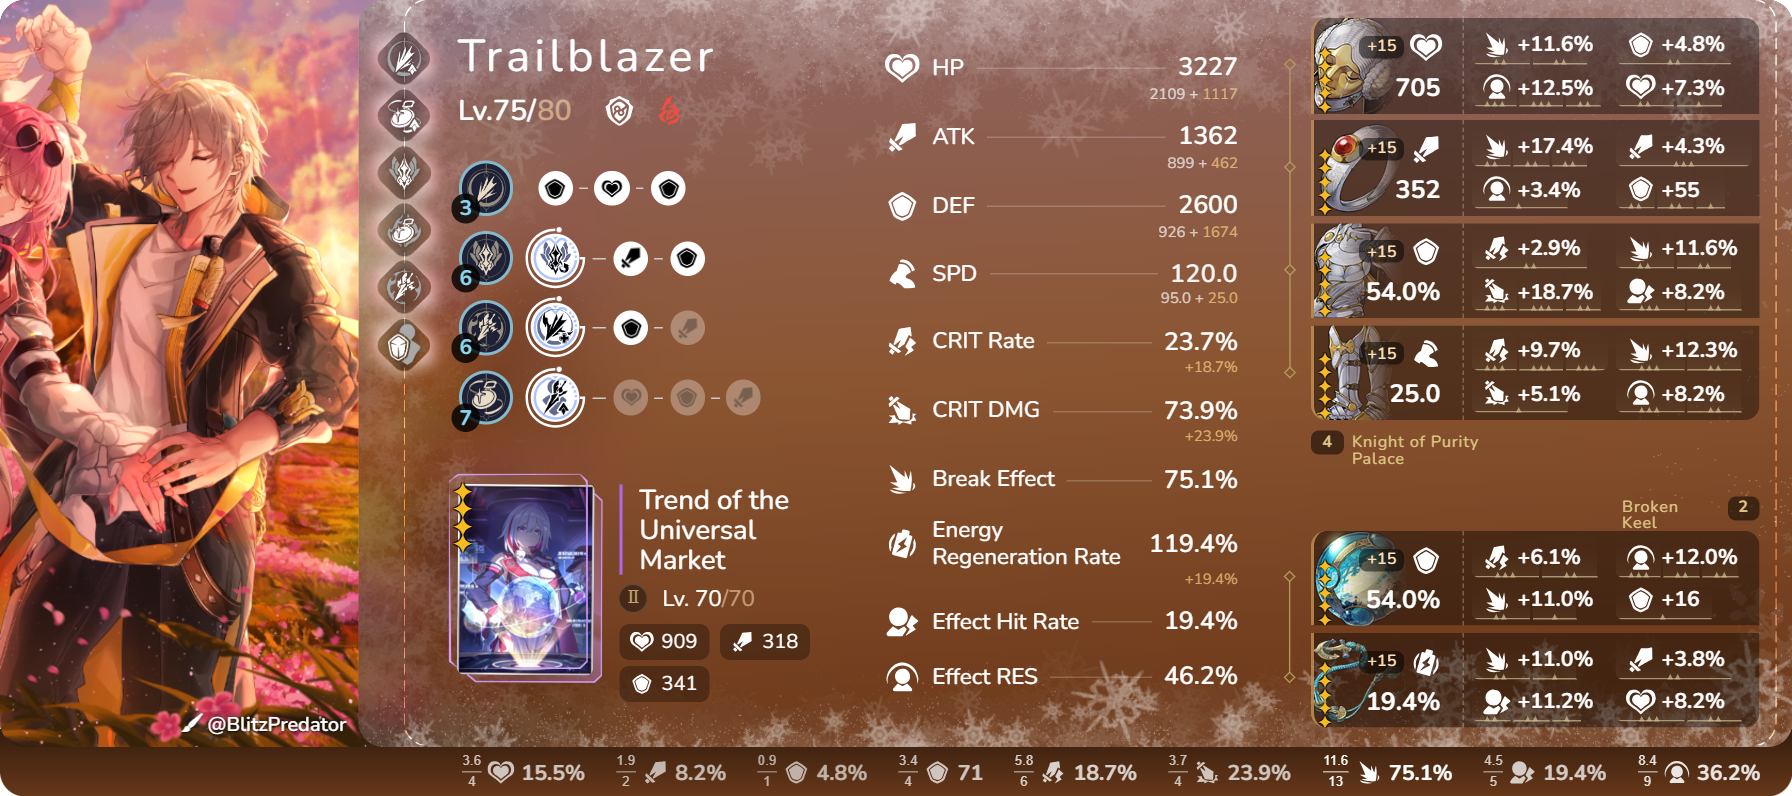 Trailblazer
Lv.75/80
3
6
6
7
Trend of the
Universal
Market
II Lv. 70/70
909 318
341
@BlitzPredator
HP 3227
2109 + 1117
ATK 1362
899 + 462
DEF 2600
926 + 1674
SPD 120.0
95.0 + 25.0
CRIT Rate 23.7%
+18.7%
CRIT DMG 73.9%
+23.9%
Break Effect 75.1%
Energy
Regeneration Rate 119.4%
+19.4%
Effect Hit Rate 19.4%
Effect RES 46.2%
+15 +11.6% +4.8%
705 +12.5% +7.3%
+15 +17.4% +4.3%
352 +3.4% +55
+15 +2.9% +11.6%
54.0% +18.7% +8.2%
+15 +9.7% +12.3%
25.0 +5.1% +8.2%
4 Knight of Purity
Palace
Broken 2
Keel
+15 +6.1% +12.0%
54.0% +11.0% +16
+15 +11.0% +3.8%
19.4% +11.2% +8.2%
3.6/4 15.5% 1.9/2 8.2% 0.9/1 4.8% 3.4/4 71 5.8/6 18.7% 3.7/4 23.9% 11.6/13 75.1% 4.5/5 19.4% 8.4/9 36.2%